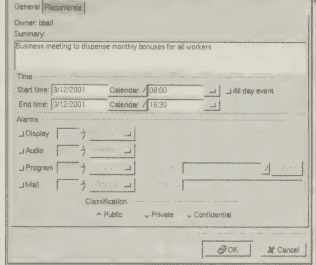 General Recurrence
Owner: bball
Summary:
Business meeting to dispense monthly bonuses for all workers
Time
Start time: 3/12/2001 Calendar 09:00 All day event
End time: 3/12/2001 Calendar 16:30
Alarms
Display
Audio
Program
Mail
Classification
Public Private Confidential
OK Cancel